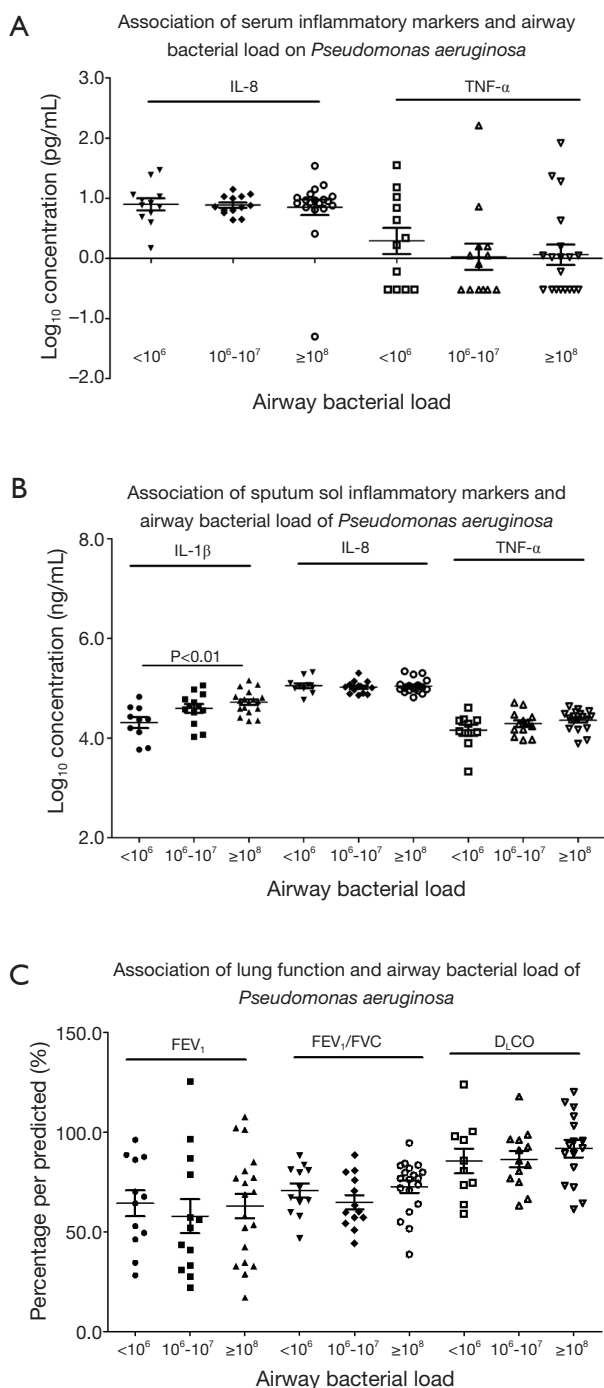 A
Association of serum inflammatory markers and airway
bacterial load on Pseudomonas aeruginosa
Log₁₀ concentration (pg/mL)
3.0
2.0
1.0
0.0
−1.0
−2.0
IL-8
TNF-α
<10⁶
10⁶-10⁷
≥10⁸
<10⁶
10⁶-10⁷
≥10⁸
Airway bacterial load
B
Association of sputum sol inflammatory markers and
airway bacterial load of Pseudomonas aeruginosa
Log₁₀ concentration (ng/mL)
8.0
6.0
4.0
2.0
IL-1β
IL-8
TNF-α
P<0.01
<10⁶
10⁶-10⁷
≥10⁸
<10⁶
10⁶-10⁷
≥10⁸
<10⁶
10⁶-10⁷
≥10⁸
Airway bacterial load
C
Association of lung function and airway bacterial load of
Pseudomonas aeruginosa
Percentage per predicted (%)
150.0
100.0
50.0
0.0
FEV₁
FEV₁/FVC
DLCO
<10⁶
10⁶-10⁷
≥10⁸
<10⁶
10⁶-10⁷
≥10⁸
<10⁶
10⁶-10⁷
≥10⁸
Airway bacterial load